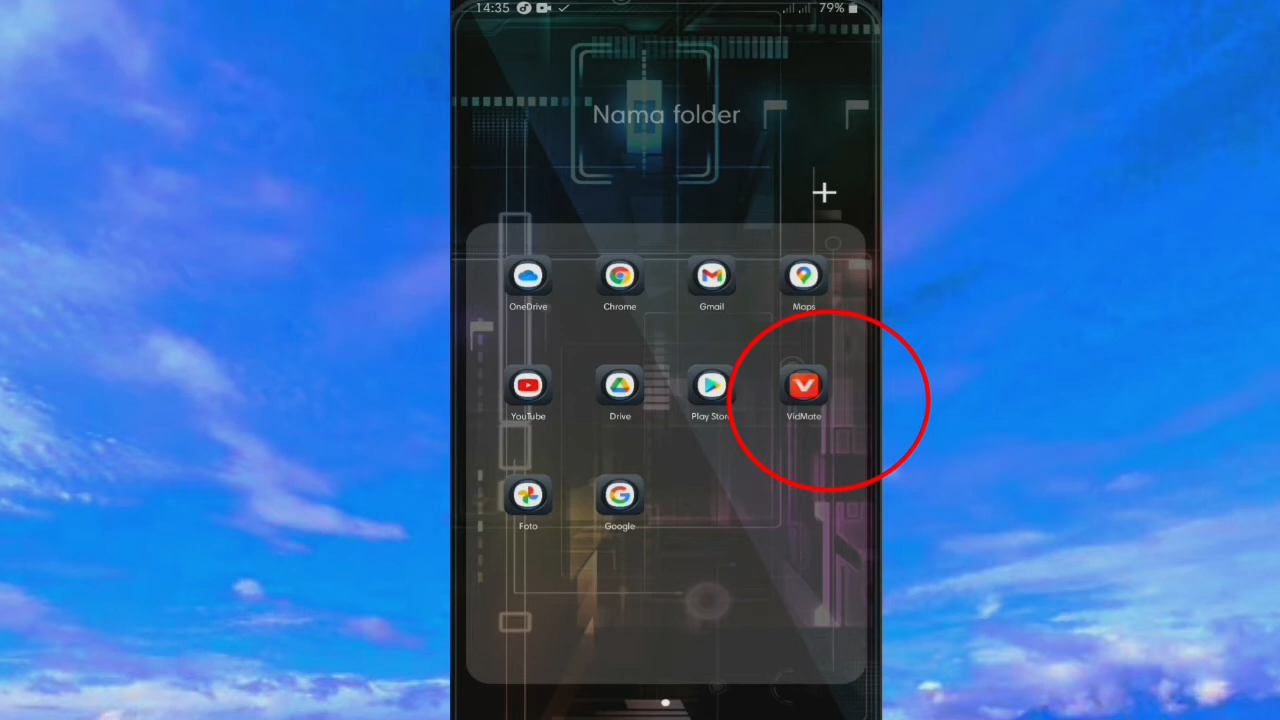 14:35
79%
Nama folder
OneDrive
Chrome
Gmail
Maps
YouTube
Drive
Play Store
VidMate
Foto
Google